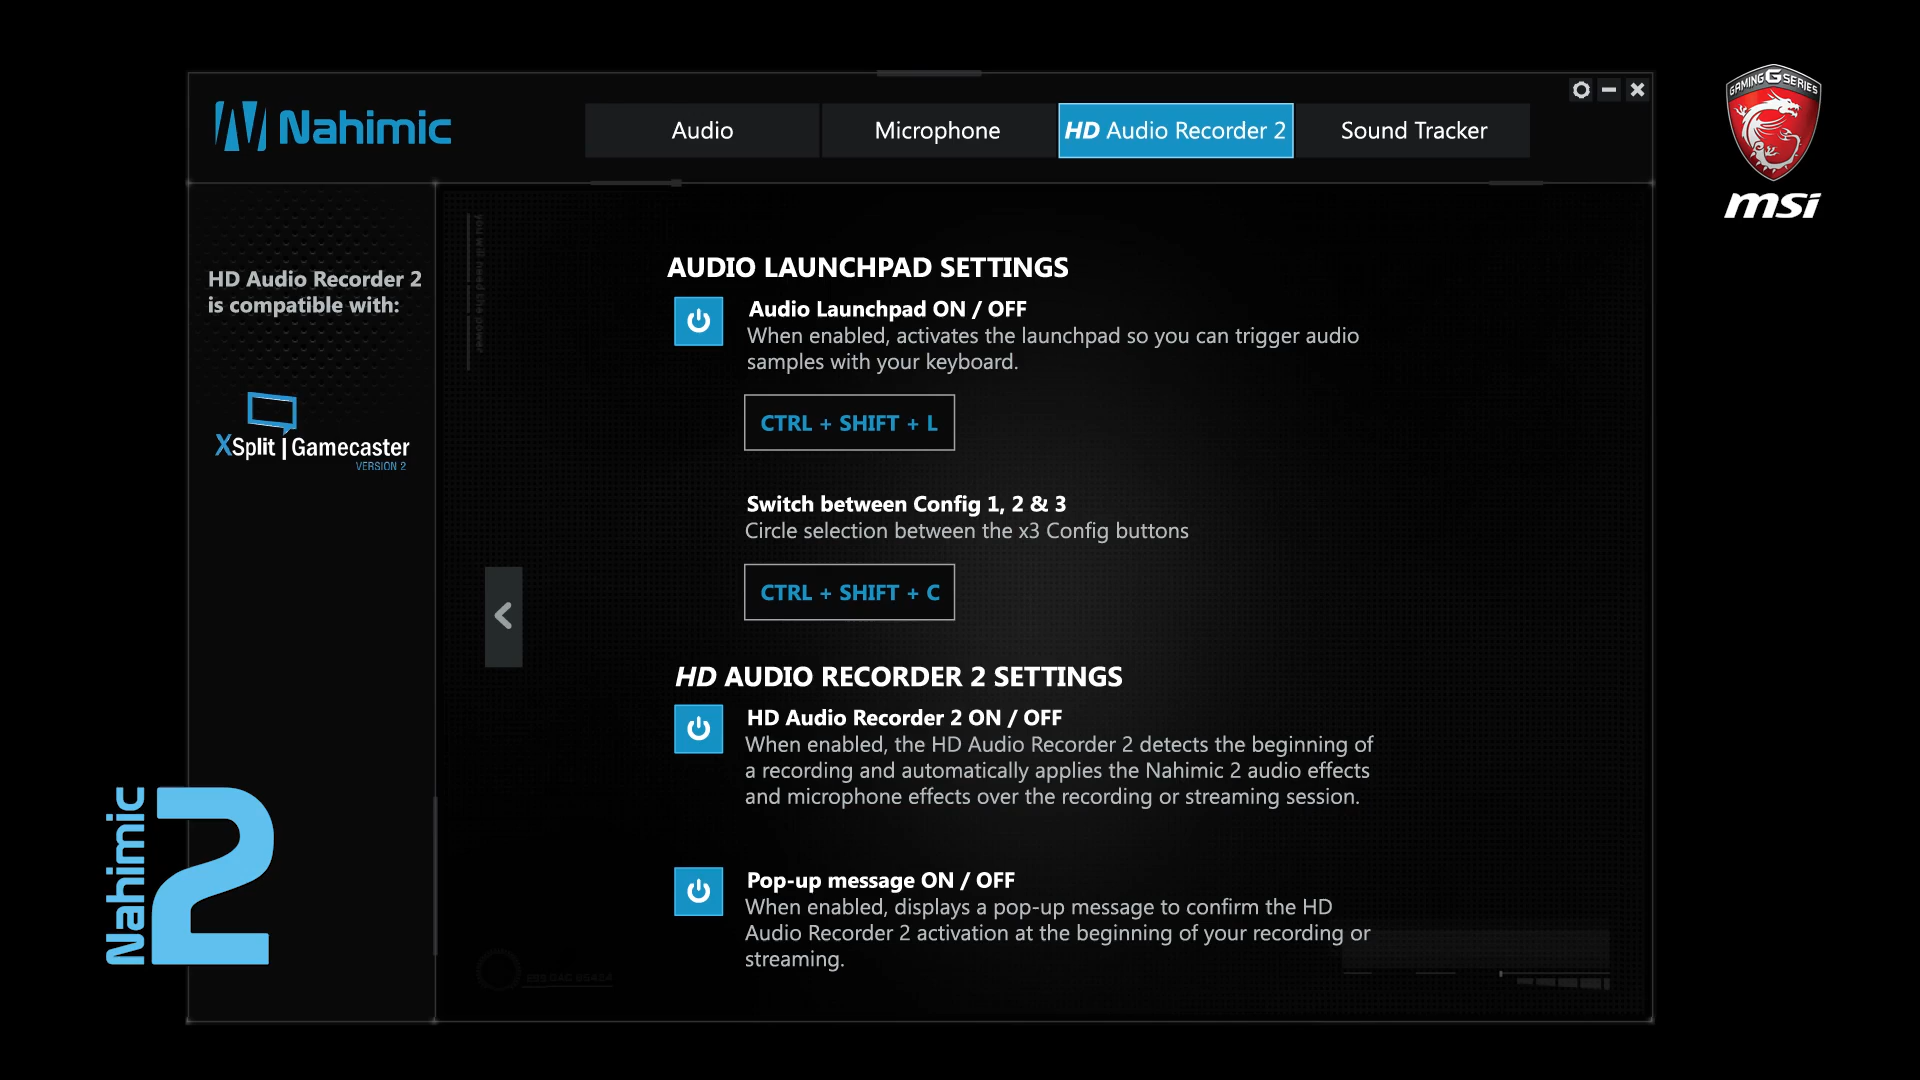 Nahimic
Audio
Microphone
HD Audio Recorder 2
Sound Tracker
GAMING G SERIES
msi
HD Audio Recorder 2
is compatible with:
XSplit | Gamecaster
VERSION 2
AUDIO LAUNCHPAD SETTINGS
Audio Launchpad ON / OFF
When enabled, activates the launchpad so you can trigger audio
samples with your keyboard.
CTRL + SHIFT + L
Switch between Config 1, 2 & 3
Circle selection between the x3 Config buttons
CTRL + SHIFT + C
HD AUDIO RECORDER 2 SETTINGS
HD Audio Recorder 2 ON / OFF
When enabled, the HD Audio Recorder 2 detects the beginning of
a recording and automatically applies the Nahimic 2 audio effects
and microphone effects over the recording or streaming session.
Pop-up message ON / OFF
When enabled, displays a pop-up message to confirm the HD
Audio Recorder 2 activation at the beginning of your recording or
streaming.
Nahimic 2